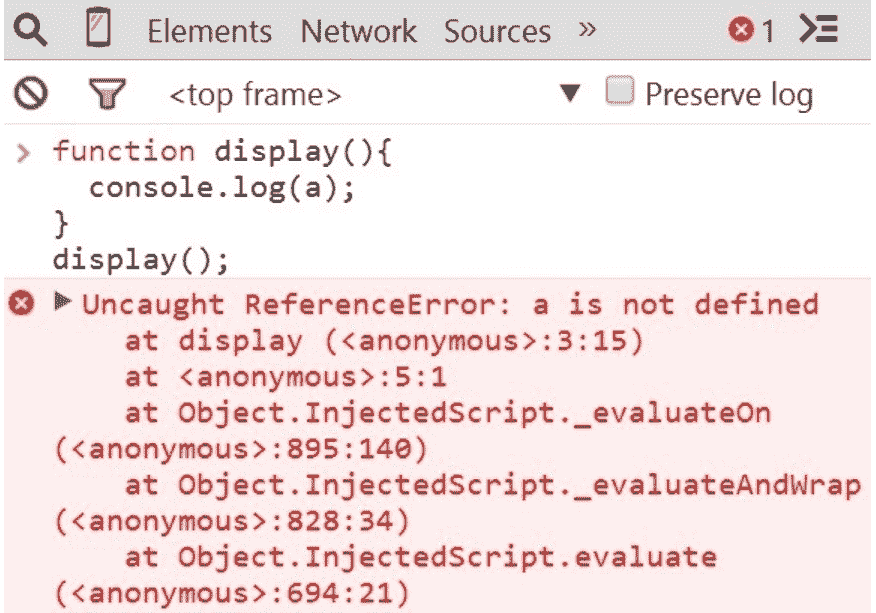 Elements Network Sources » 1
<top frame> ▼ Preserve log
> function display(){
console.log(a);
}
display();
Uncaught ReferenceError: a is not defined
at display (<anonymous>:3:15)
at <anonymous>:5:1
at Object.InjectedScript._evaluateOn
(<anonymous>:895:140)
at Object.InjectedScript._evaluateAndWrap
(<anonymous>:828:34)
at Object.InjectedScript.evaluate
(<anonymous>:694:21)